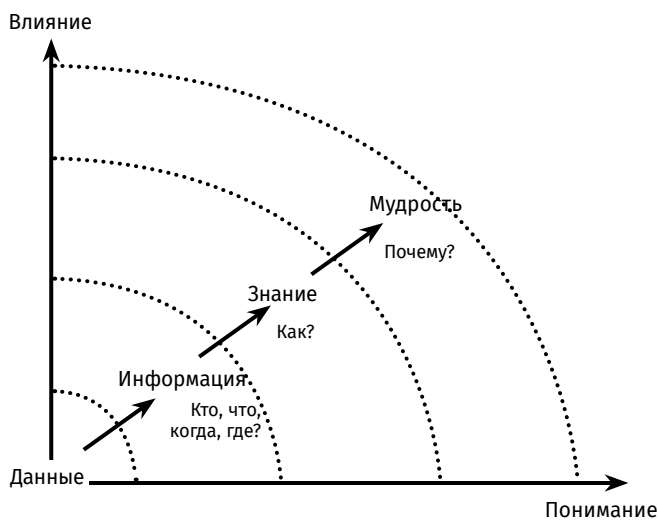 Влияние
Мудрость
Почему?
Знание
Как?
Информация
Кто, что,
когда, где?
Данные
Понимание